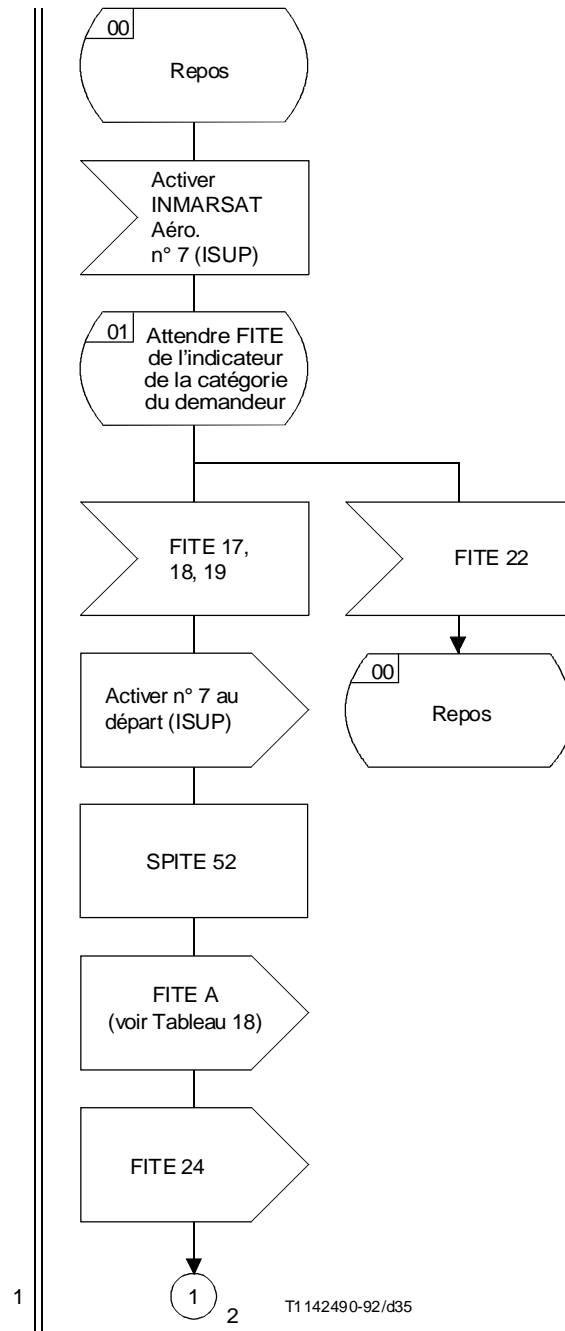 00
Repos
Activer
INMARSAT
Aéro.
n° 7 (ISUP)
01
Attendre FITE
de l'indicateur
de la catégorie
du demandeur
FITE 17,
18, 19
FITE 22
Activer n° 7 au
départ (ISUP)
00
Repos
SPITE 52
FITE A
(voir Tableau 18)
FITE 24
1
1
2
T1142490-92/d35